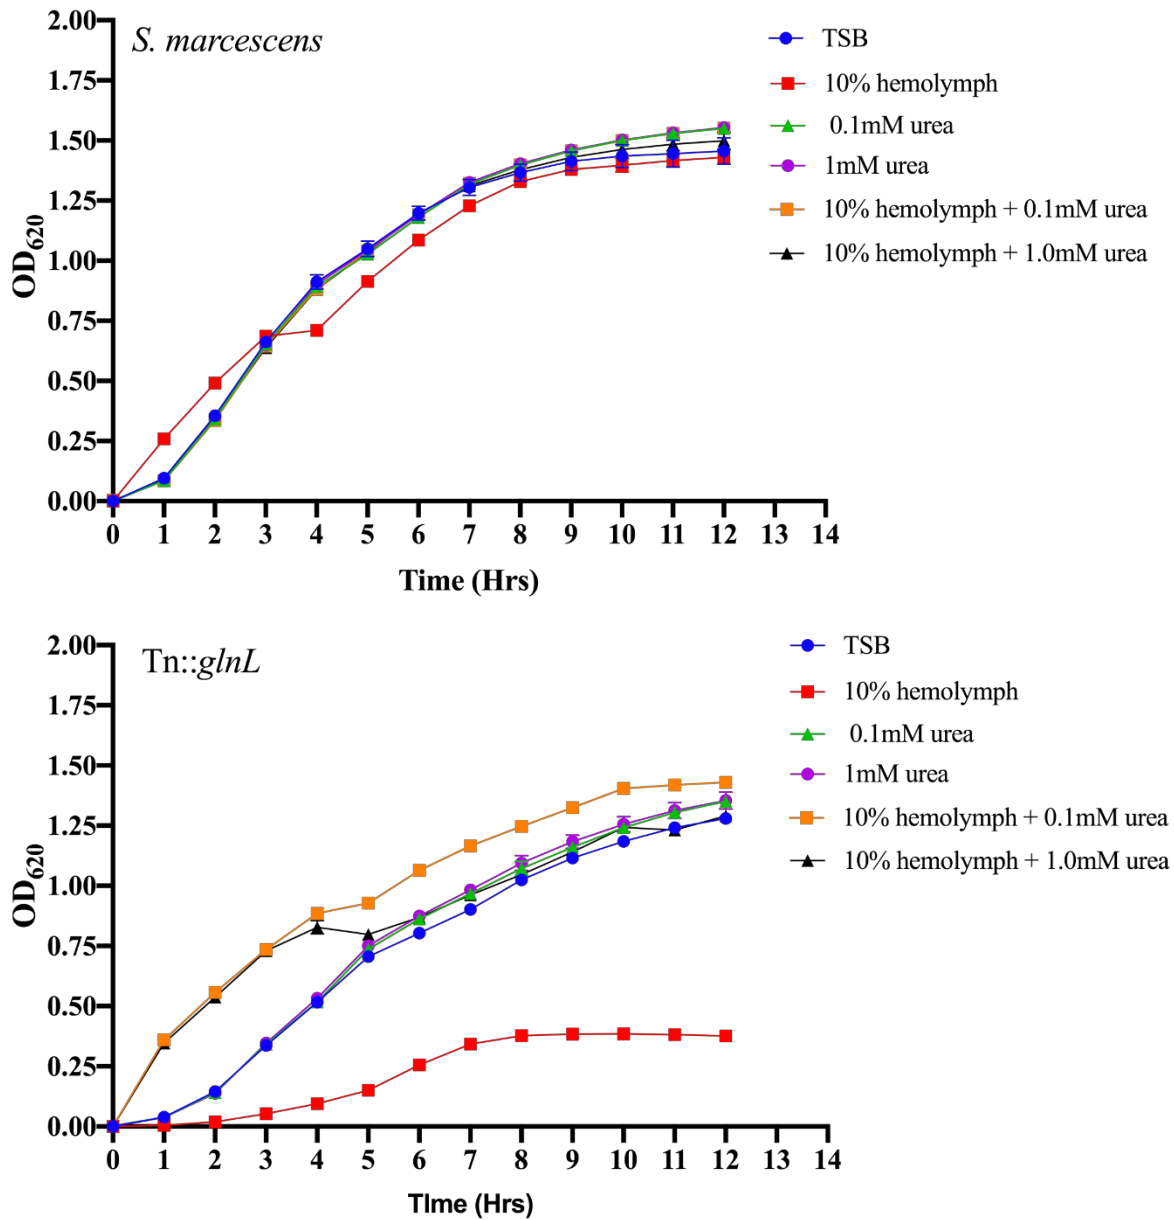 S. marcescens
2.00
1.75
1.50
1.25
1.00
0.75
0.50
0.25
0.00
OD620
0 1 2 3 4 5 6 7 8 9 10 11 12 13 14
Time (Hrs)
TSB
10% hemolymph
0.1mM urea
1mM urea
10% hemolymph + 0.1mM urea
10% hemolymph + 1.0mM urea
Tn::glnL
2.00
1.75
1.50
1.25
1.00
0.75
0.50
0.25
0.00
OD620
0 1 2 3 4 5 6 7 8 9 10 11 12 13 14
TIme (Hrs)
TSB
10% hemolymph
0.1mM urea
1mM urea
10% hemolymph + 0.1mM urea
10% hemolymph + 1.0mM urea